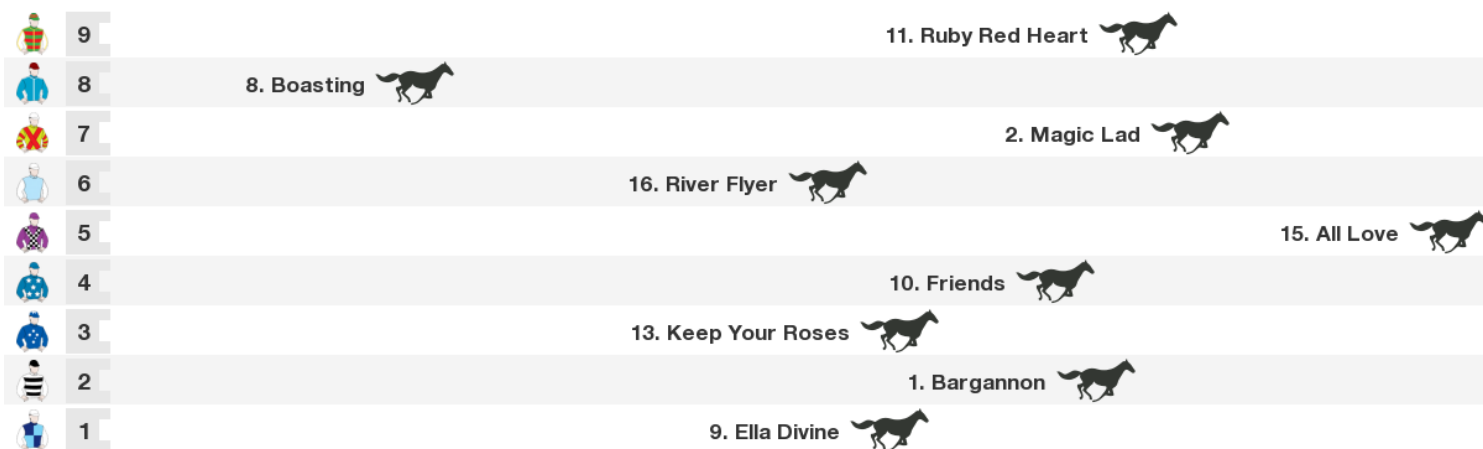 9 11. Ruby Red Heart
8 8. Boasting
7 2. Magic Lad
6 16. River Flyer
5 15. All Love
4 10. Friends
3 13. Keep Your Roses
2 1. Bargannon
1 9. Ella Divine